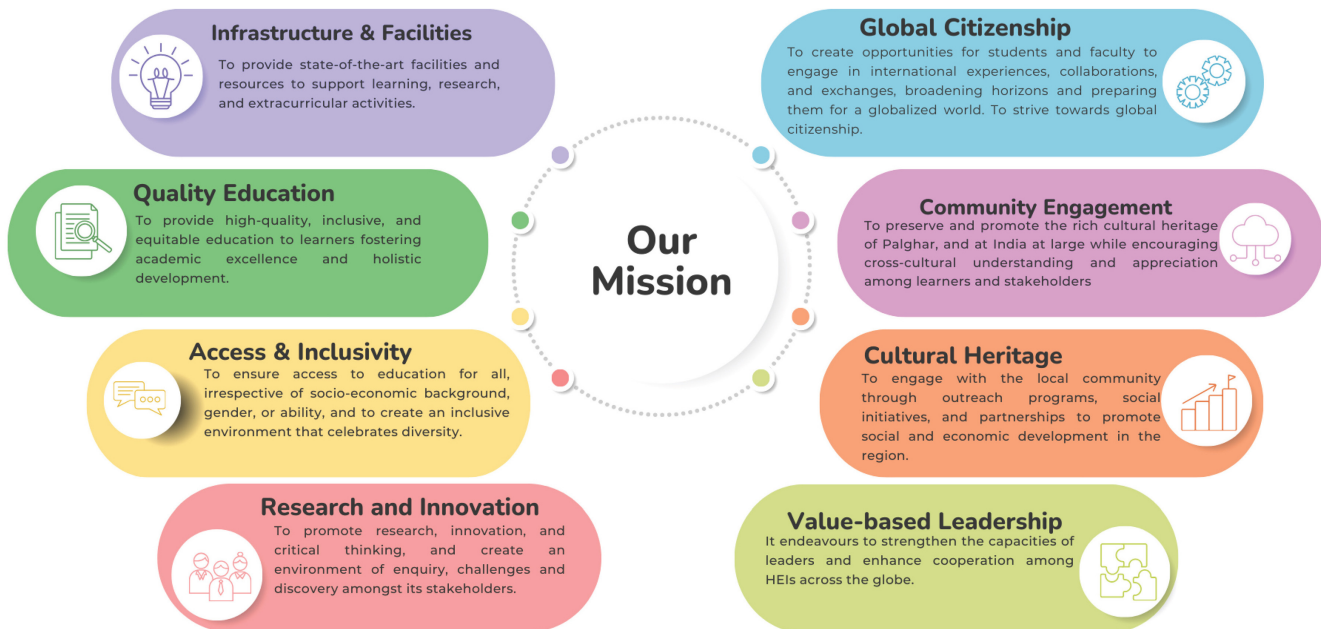 Infrastructure & Facilities
To provide state-of-the-art facilities and
resources to support learning, research,
and extracurricular activities.
Quality Education
To provide high-quality, inclusive, and
equitable education to learners fostering
academic excellence and holistic
development.
Access & Inclusivity
To ensure access to education for all,
irrespective of socio-economic background,
gender, or ability, and to create an inclusive
environment that celebrates diversity.
Research and Innovation
To promote research, innovation, and
critical thinking, and create an
environment of enquiry, challenges and
discovery amongst its stakeholders.
Our
Mission
Global Citizenship
To create opportunities for students and faculty to
engage in international experiences, collaborations,
and exchanges, broadening horizons and preparing
them for a globalized world. To strive towards global
citizenship.
Community Engagement
To preserve and promote the rich cultural heritage
of Palghar, and at India at large while encouraging
cross-cultural understanding and appreciation
among learners and stakeholders
Cultural Heritage
To engage with the local community
through outreach programs, social
initiatives, and partnerships to promote
social and economic development in the
region.
Value-based Leadership
It endeavours to strengthen the capacities of
leaders and enhance cooperation among
HEIs across the globe.